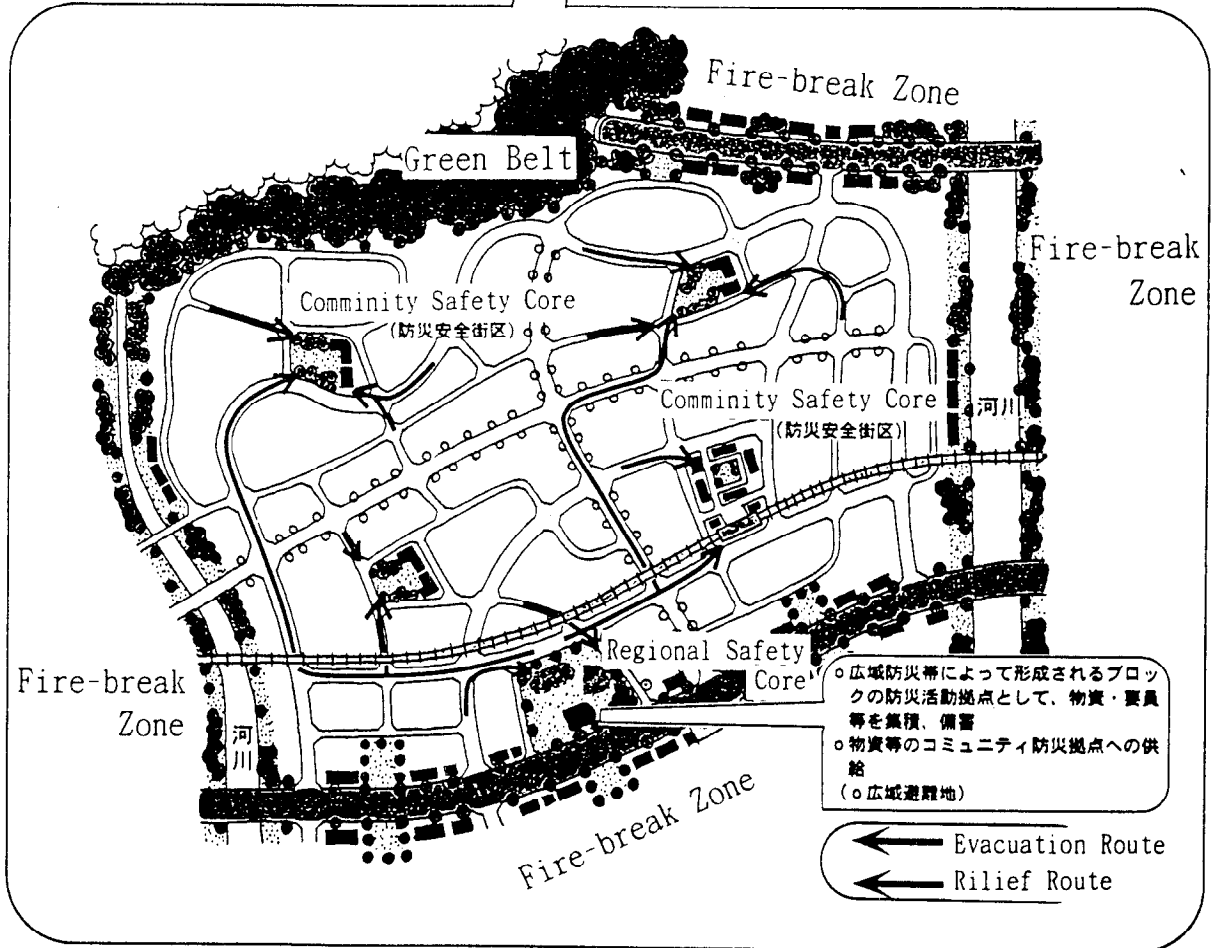 Fire-break Zone
Green Belt
Fire-break
Zone
Comminity Safety Core
(防災安全街区)
Comminity Safety Core
(防災安全街区)
河川
Regional Safety
Core
Fire-break
Zone
河川
Fire-break Zone
o広域防災帯によって形成されるブロッ
クの防災活動拠点として、物資・要員
等を集積、備蓄
o物資等のコミュニティ防災拠点への供
給
(o広域避難地)
Evacuation Route
Rilief Route